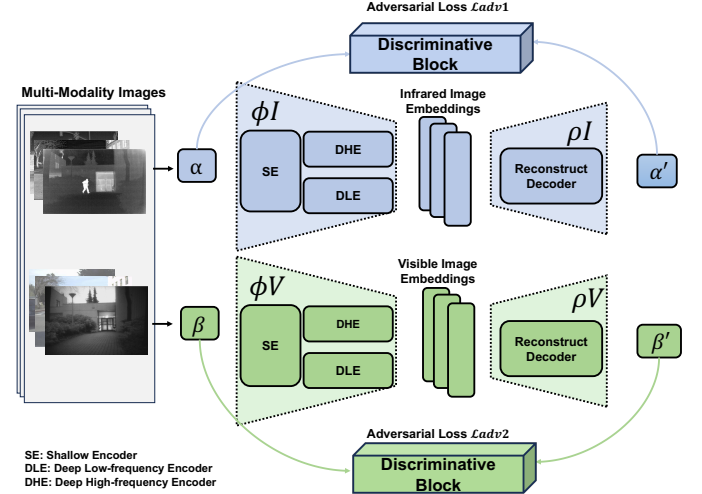 Adversarial Loss ℒadv1
Discriminative
Block
Multi-Modality Images
Infrared Image
Embeddings
ϕI
ρI
α
SE
DHE
DLE
Reconstruct
Decoder
α′
Visible Image
Embeddings
ϕV
ρV
β
SE
DHE
DLE
Reconstruct
Decoder
β′
Adversarial Loss ℒadv2
Discriminative
Block
SE: Shallow Encoder
DLE: Deep Low-frequency Encoder
DHE: Deep High-frequency Encoder